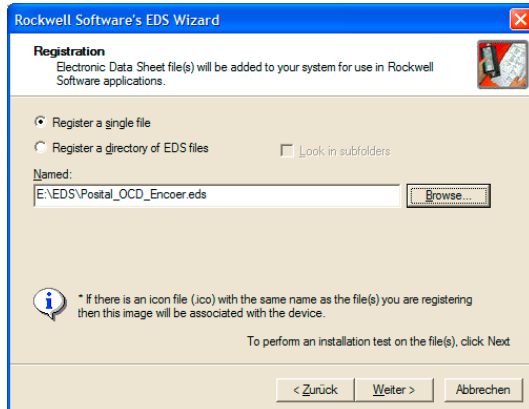 Rockwell Software's EDS Wizard
Registration
Electronic Data Sheet file(s) will be added to your system for use in Rockwell
Software applications.
Register a single file
Register a directory of EDS files
Look in subfolders
Named:
E:\EDS\Posital_OCD_Encoer.eds
Browse...
* If there is an icon file (.ico) with the same name as the file(s) you are registering
then this image will be associated with the device.
To perform an installation test on the file(s), click Next
< Zurück
Weiter >
Abbrechen